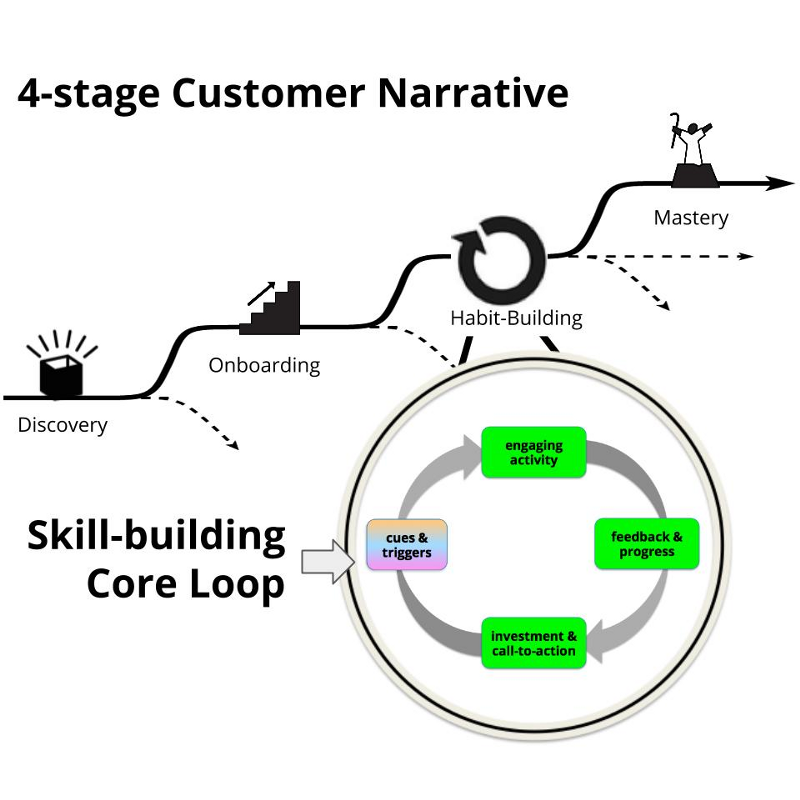 4-stage Customer Narrative
Mastery
Habit-Building
Onboarding
Discovery
Skill-building
Core Loop
engaging
activity
cues &
triggers
feedback &
progress
investment &
call-to-action